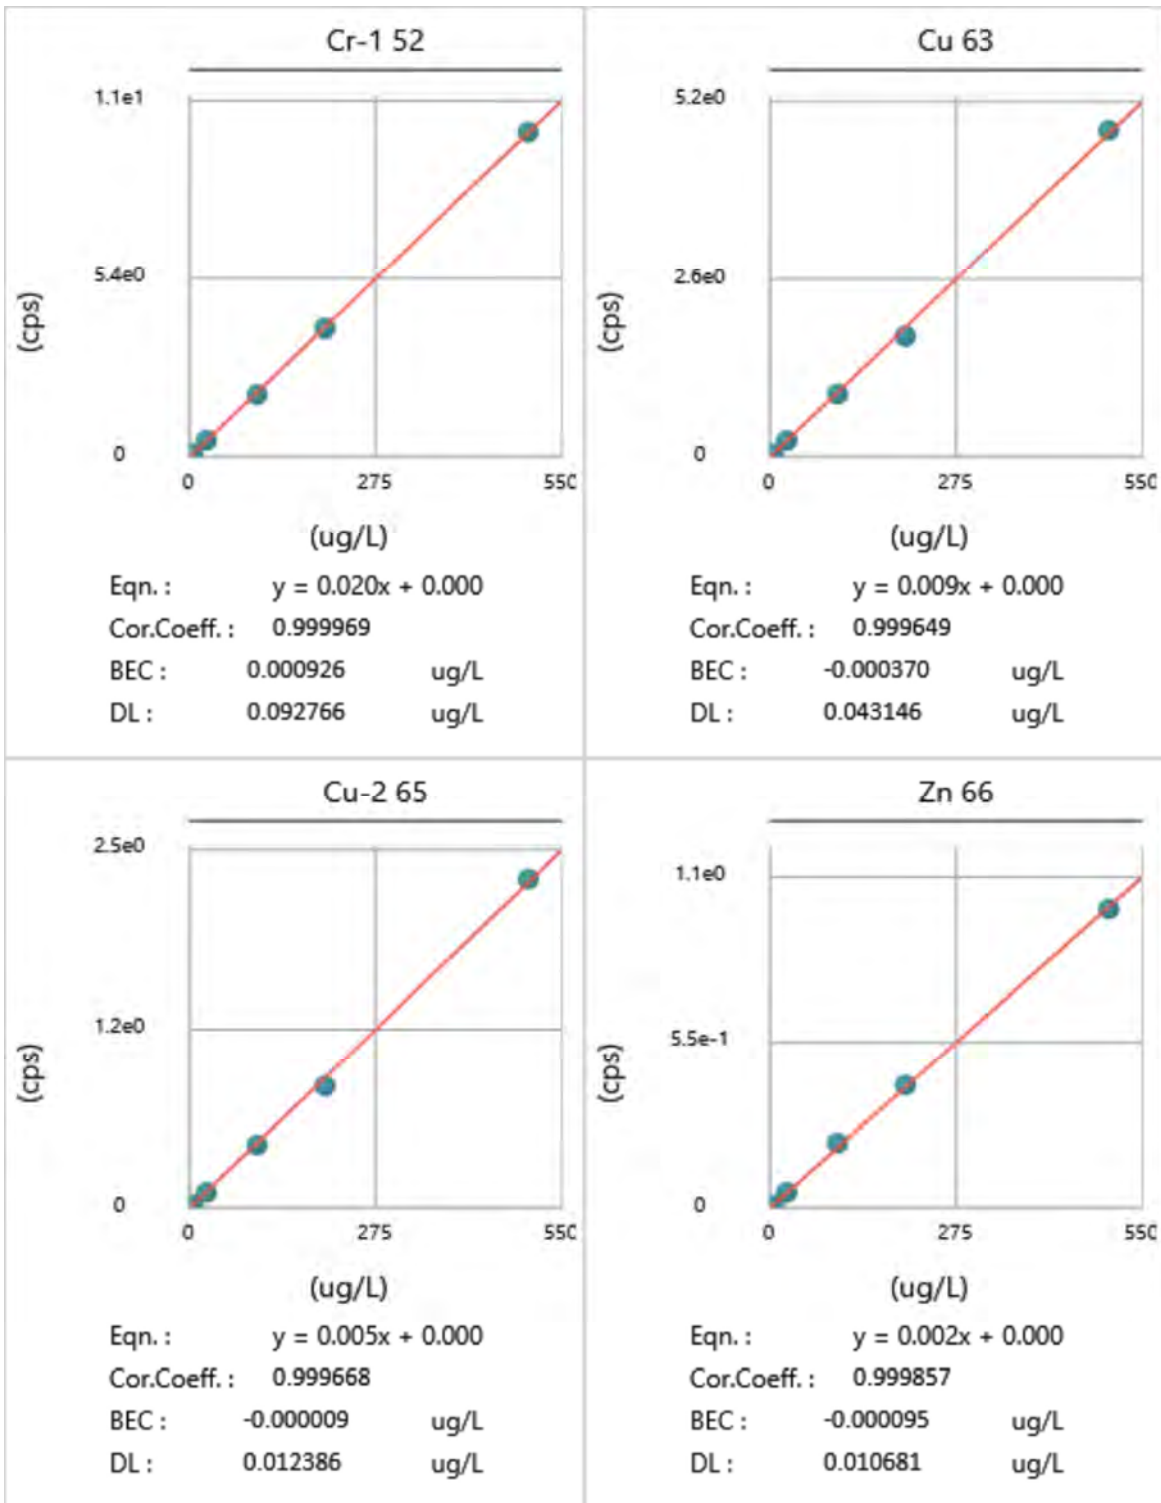 Cr-1 52
1.1e1
5.4e0
0
(cps)
0 275 550
(ug/L)
Eqn. : y = 0.020x + 0.000
Cor.Coeff. : 0.999969
BEC : 0.000926 ug/L
DL : 0.092766 ug/L
Cu 63
5.2e0
2.6e0
0
(cps)
0 275 550
(ug/L)
Eqn. : y = 0.009x + 0.000
Cor.Coeff. : 0.999649
BEC : -0.000370 ug/L
DL : 0.043146 ug/L
Cu-2 65
2.5e0
1.2e0
0
(cps)
0 275 550
(ug/L)
Eqn. : y = 0.005x + 0.000
Cor.Coeff. : 0.999668
BEC : -0.000009 ug/L
DL : 0.012386 ug/L
Zn 66
1.1e0
5.5e-1
0
(cps)
0 275 550
(ug/L)
Eqn. : y = 0.002x + 0.000
Cor.Coeff. : 0.999857
BEC : -0.000095 ug/L
DL : 0.010681 ug/L